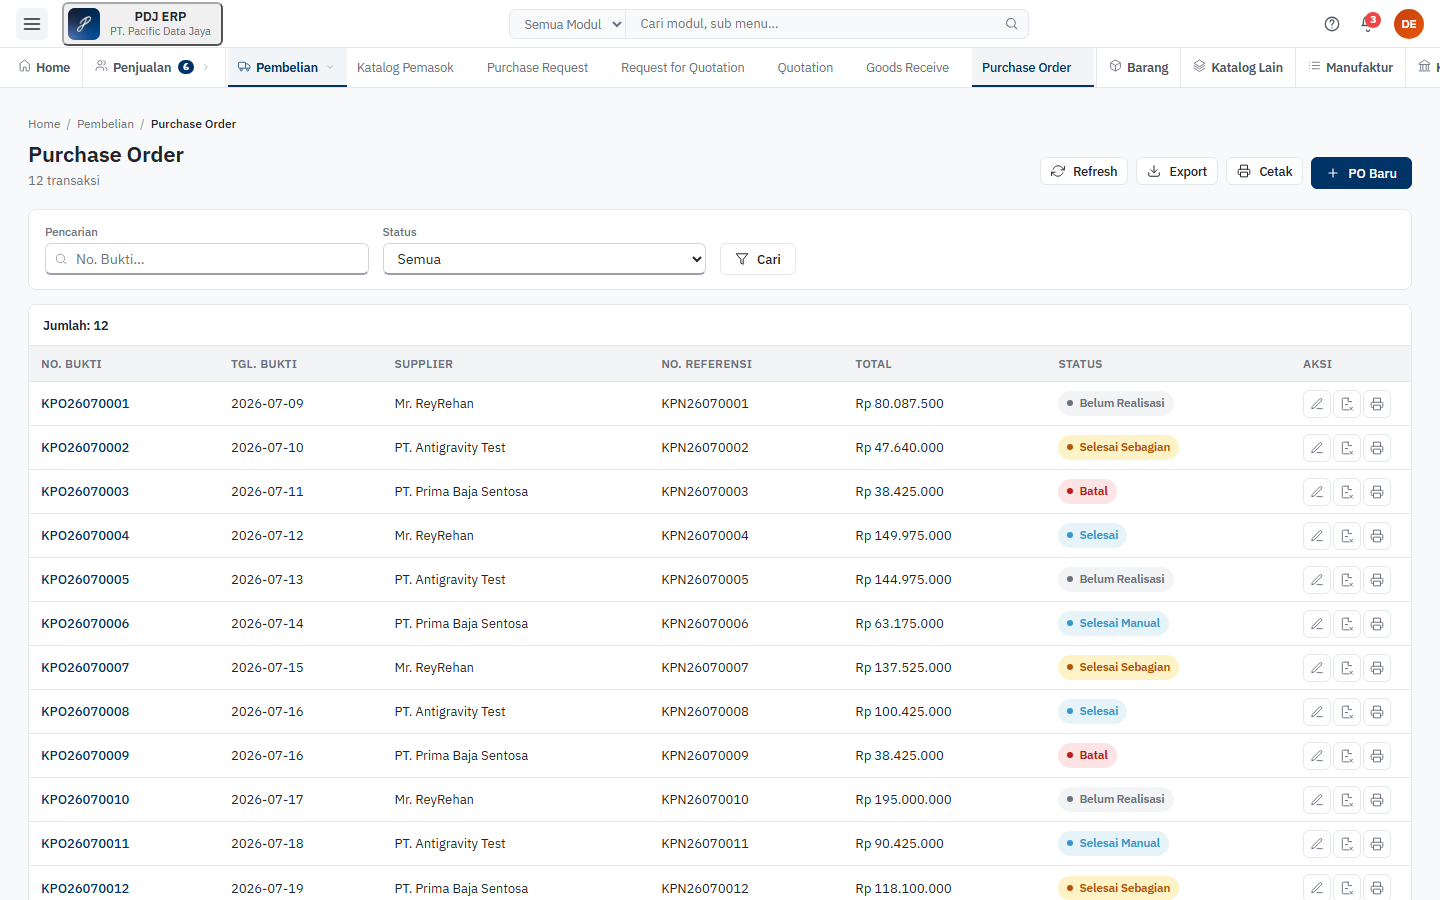 PDJ ERP
PT. Pacific Data Jaya
Semua Modul
Cari modul, sub menu...
3
DE
Home
Penjualan 6
Pembelian
Katalog Pemasok
Purchase Request
Request for Quotation
Quotation
Goods Receive
Purchase Order
Barang
Katalog Lain
Manufaktur
Home / Pembelian / Purchase Order
Purchase Order
12 transaksi
Refresh
Export
Cetak
PO Baru
Pencarian
Status
No. Bukti...
Semua
Cari
Jumlah: 12
NO. BUKTI TGL. BUKTI SUPPLIER NO. REFERENSI TOTAL STATUS AKSI
KPO26070001 2026-07-09 Mr. ReyRehan KPN26070001 Rp 80.087.500 Belum Realisasi
KPO26070002 2026-07-10 PT. Antigravity Test KPN26070002 Rp 47.640.000 Selesai Sebagian
KPO26070003 2026-07-11 PT. Prima Baja Sentosa KPN26070003 Rp 38.425.000 Batal
KPO26070004 2026-07-12 Mr. ReyRehan KPN26070004 Rp 149.975.000 Selesai
KPO26070005 2026-07-13 PT. Antigravity Test KPN26070005 Rp 144.975.000 Belum Realisasi
KPO26070006 2026-07-14 PT. Prima Baja Sentosa KPN26070006 Rp 63.175.000 Selesai Manual
KPO26070007 2026-07-15 Mr. ReyRehan KPN26070007 Rp 137.525.000 Selesai Sebagian
KPO26070008 2026-07-16 PT. Antigravity Test KPN26070008 Rp 100.425.000 Selesai
KPO26070009 2026-07-16 PT. Prima Baja Sentosa KPN26070009 Rp 38.425.000 Batal
KPO26070010 2026-07-17 Mr. ReyRehan KPN26070010 Rp 195.000.000 Belum Realisasi
KPO26070011 2026-07-18 PT. Antigravity Test KPN26070011 Rp 90.425.000 Selesai Manual
KPO26070012 2026-07-19 PT. Prima Baja Sentosa KPN26070012 Rp 118.100.000 Selesai Sebagian